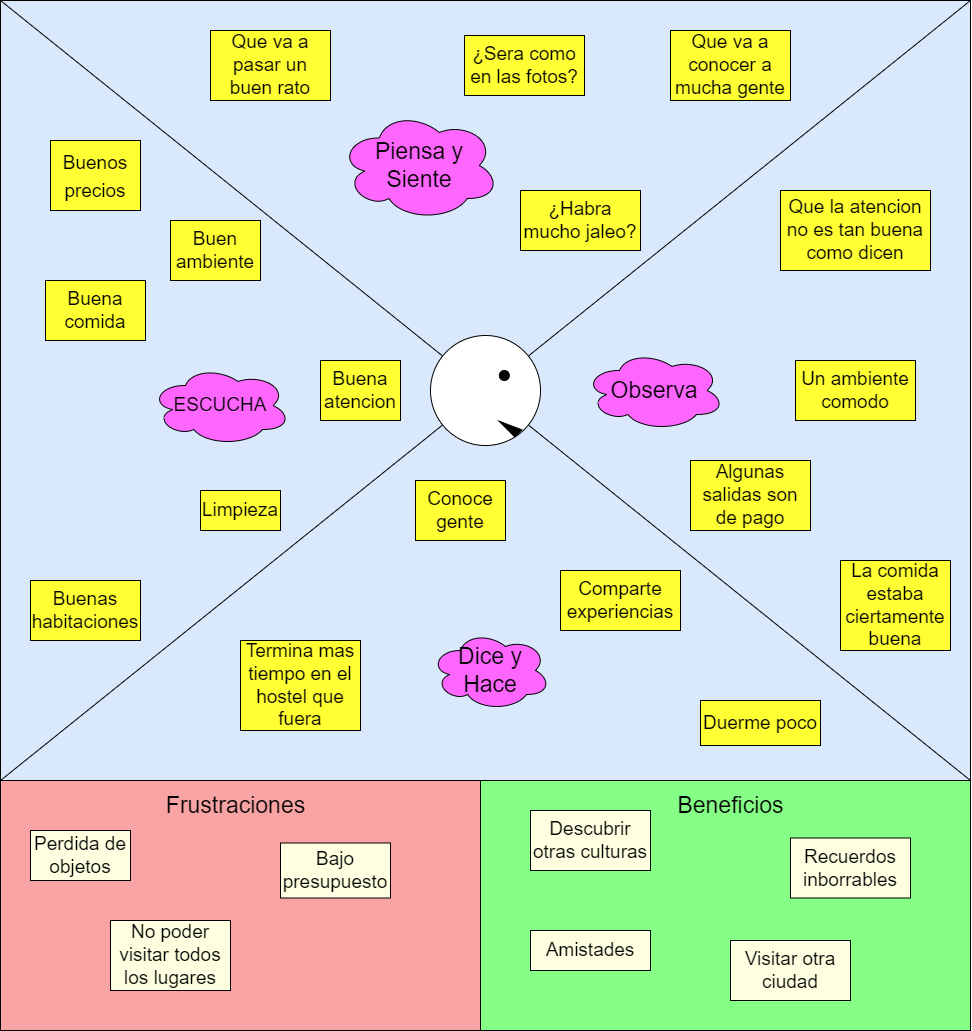 Que va a
pasar un
buen rato
¿Sera como
en las fotos?
Que va a
conocer a
mucha gente
Piensa y
Siente
¿Habra
mucho jaleo?
Buenos
precios
Buen
ambiente
Buena
comida
ESCUCHA
Buena
atencion
Limpieza
Buenas
habitaciones
Que la atencion
no es tan buena
como dicen
Observa
Un ambiente
comodo
Algunas
salidas son
de pago
La comida
estaba
ciertamente
buena
Conoce
gente
Comparte
experiencias
Dice y
Hace
Termina mas
tiempo en el
hostel que
fuera
Duerme poco
Frustraciones
Perdida de
objetos
Bajo
presupuesto
No poder
visitar todos
los lugares
Beneficios
Descubrir
otras culturas
Recuerdos
inborrables
Amistades
Visitar otra
ciudad